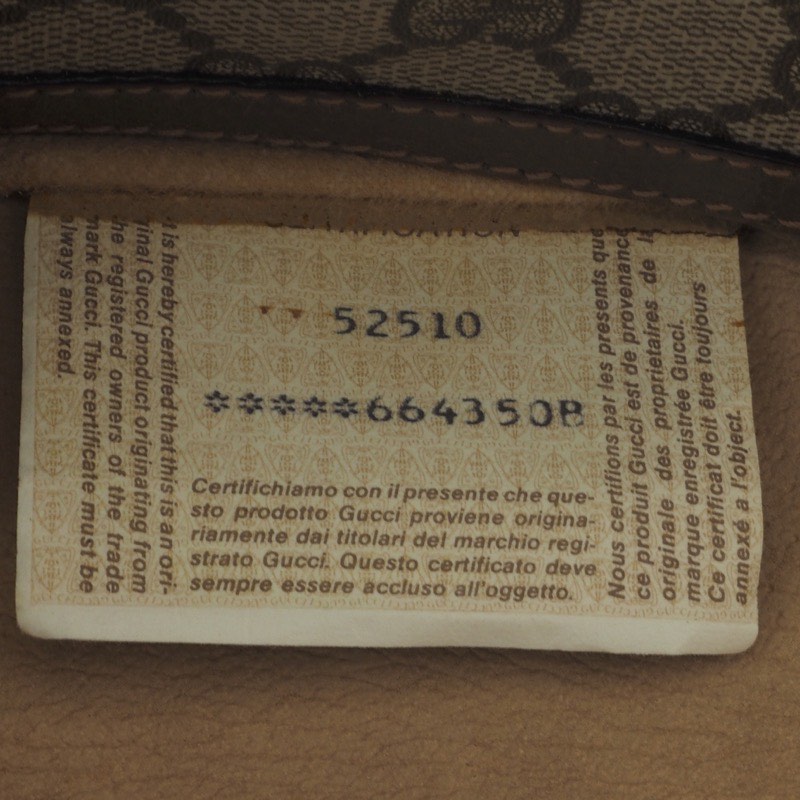 52510
*****664350B
Certifichiamo con il presente che que-
sto prodotto Gucci proviene origina-
riamente dai titolari del marchio regi-
strato Gucci. Questo certificato deve
sempre essere accluso all'oggetto.
t is hereby certified that this is an ori-
ginal Gucci product originating from
he registered owners of the trade
mark Gucci. This certificate must be
always annexed.
Nous certifions par les presents que
ce produit Gucci est de provenance
originale des proprietaires de la
marque enregistrée Gucci.
Ce certificat doit être toujours
annexé a l'object.